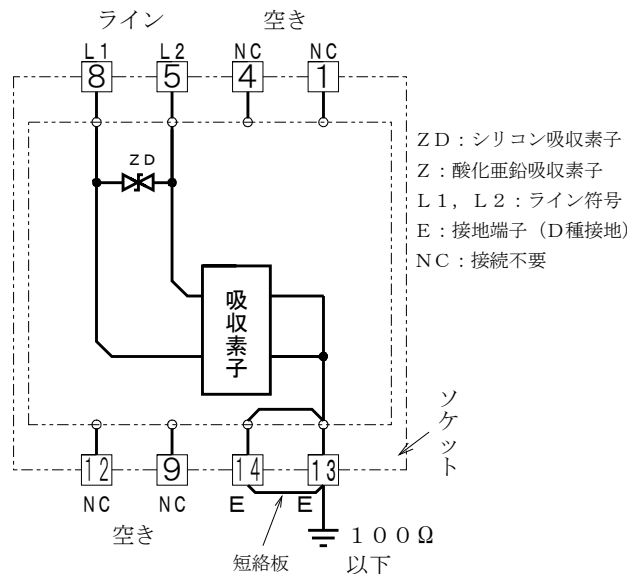 ライン 空き
L1 L2 NC NC
8 5 4 1
ZD
ZD：シリコン吸収素子
Z：酸化亜鉛吸収素子
L1，L2：ライン符号
E：接地端子（D種接地）
NC：接続不要
吸収素子
ソケット
12 9 14 13
NC NC E E
空き
短絡板
100Ω
以下